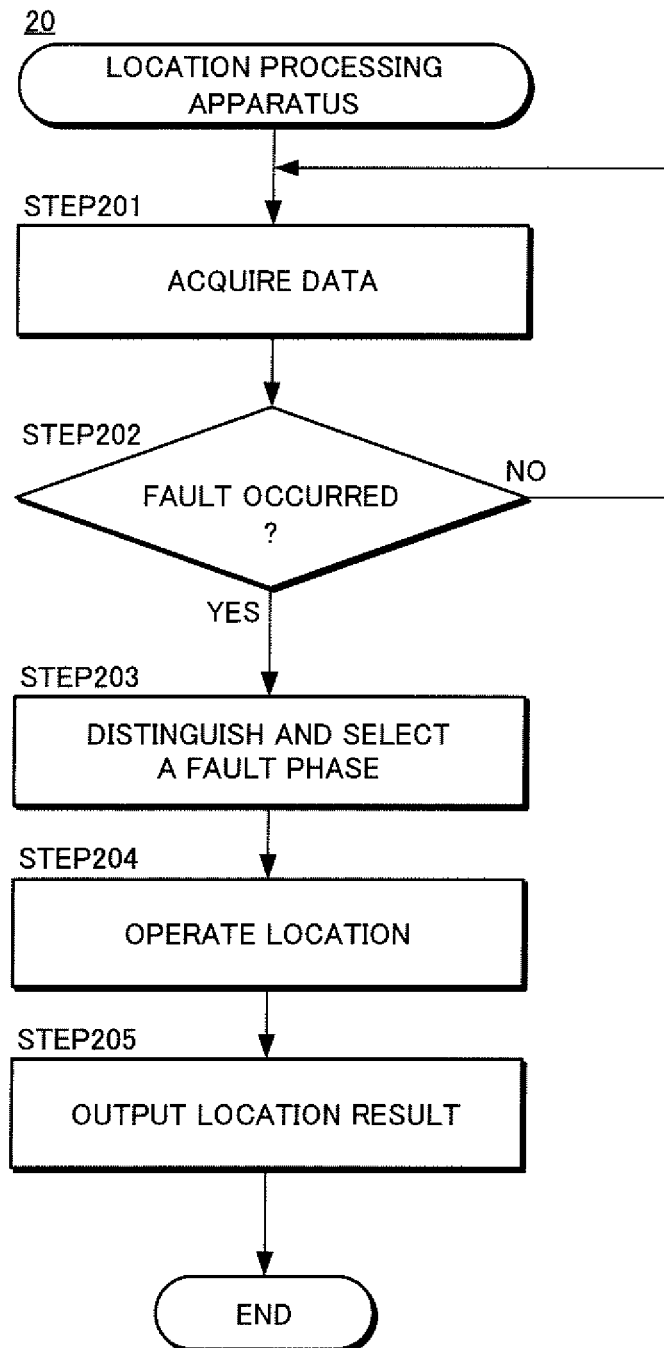 20
LOCATION PROCESSING
APPARATUS
STEP201
ACQUIRE DATA
STEP202
FAULT OCCURRED
?
NO
YES
STEP203
DISTINGUISH AND SELECT
A FAULT PHASE
STEP204
OPERATE LOCATION
STEP205
OUTPUT LOCATION RESULT
END